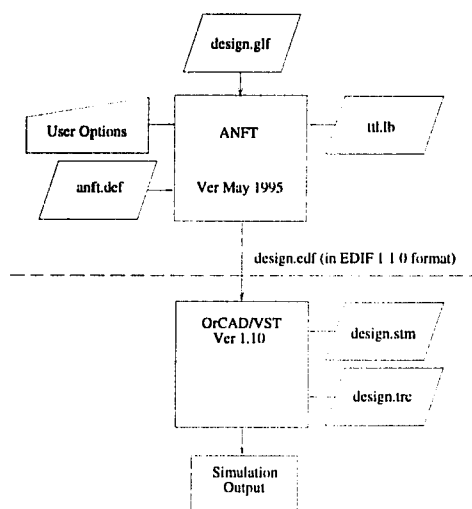 design.glf
User Options
ANFT
ttl.lb
anft.def
Ver May 1995
design.edf (in EDIF 1 1 0 format)
OrCAD/VST
Ver 1.10
design.stm
design.trc
Simulation
Output